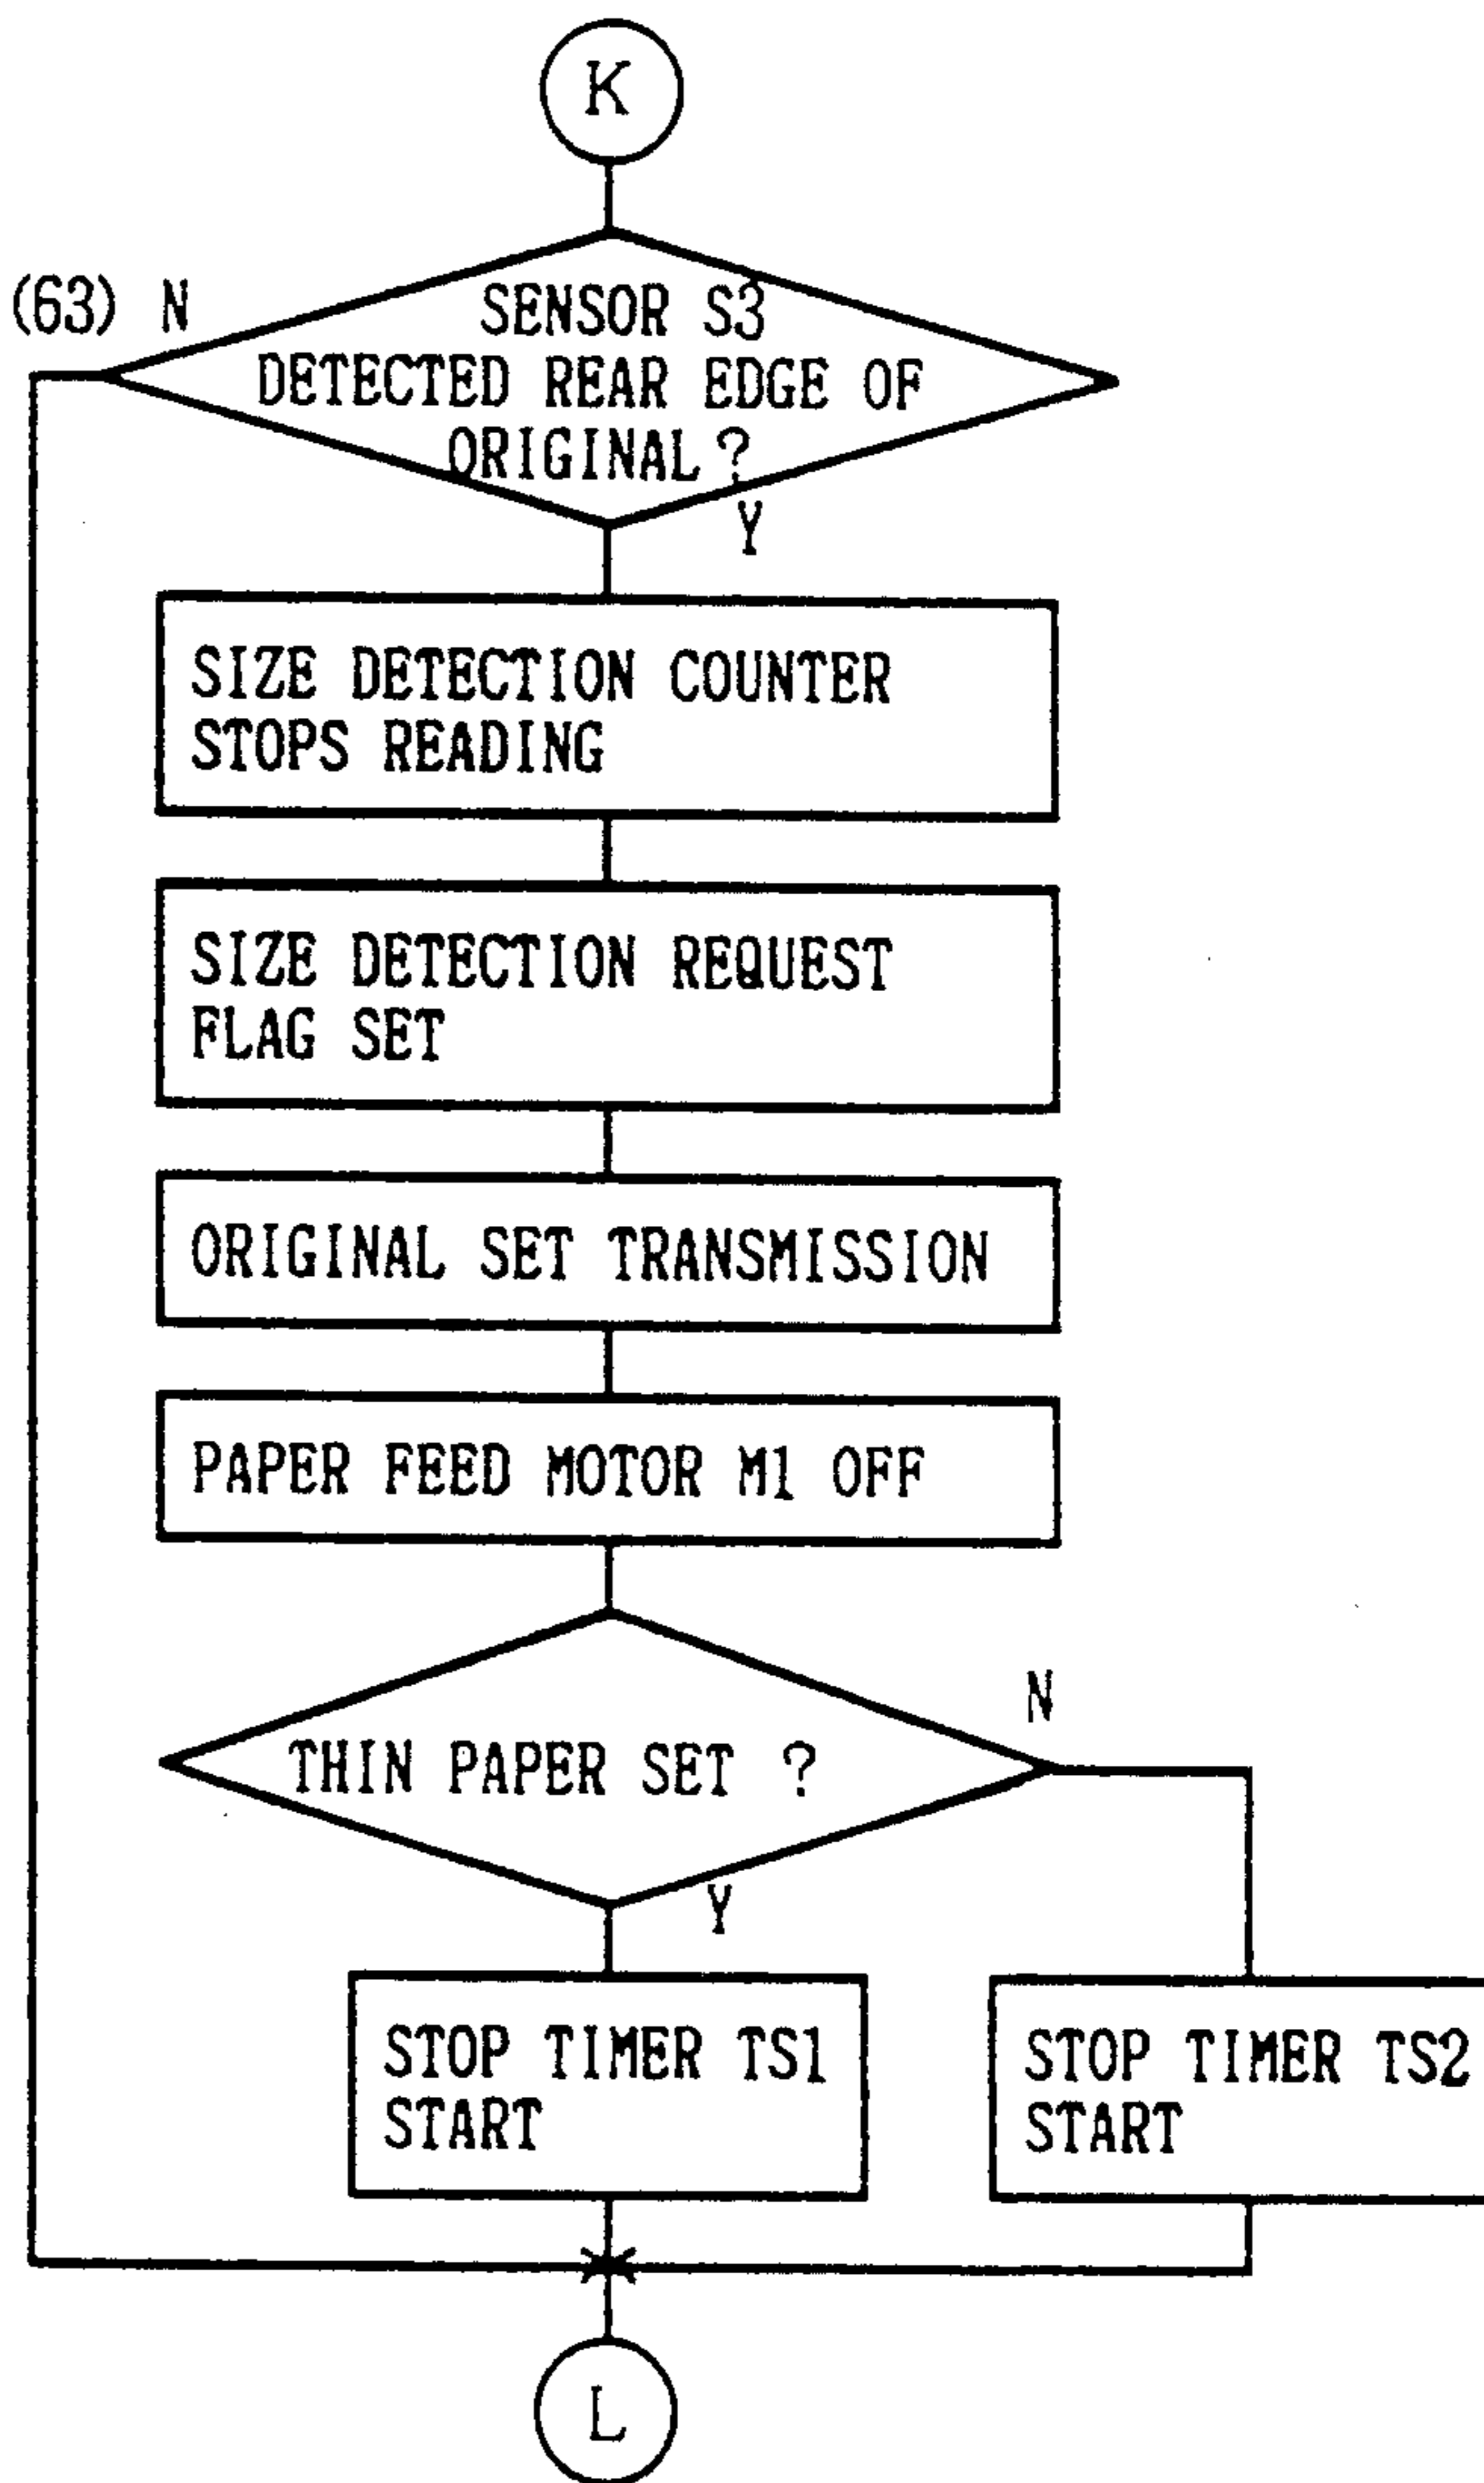 K
(63) N
SENSOR S3
DETECTED REAR EDGE OF
ORIGINAL ?
Y
SIZE DETECTION COUNTER
STOPS READING
SIZE DETECTION REQUEST
FLAG SET
ORIGINAL SET TRANSMISSION
PAPER FEED MOTOR M1 OFF
N
THIN PAPER SET ?
Y
STOP TIMER TS1
START
STOP TIMER TS2
START
L